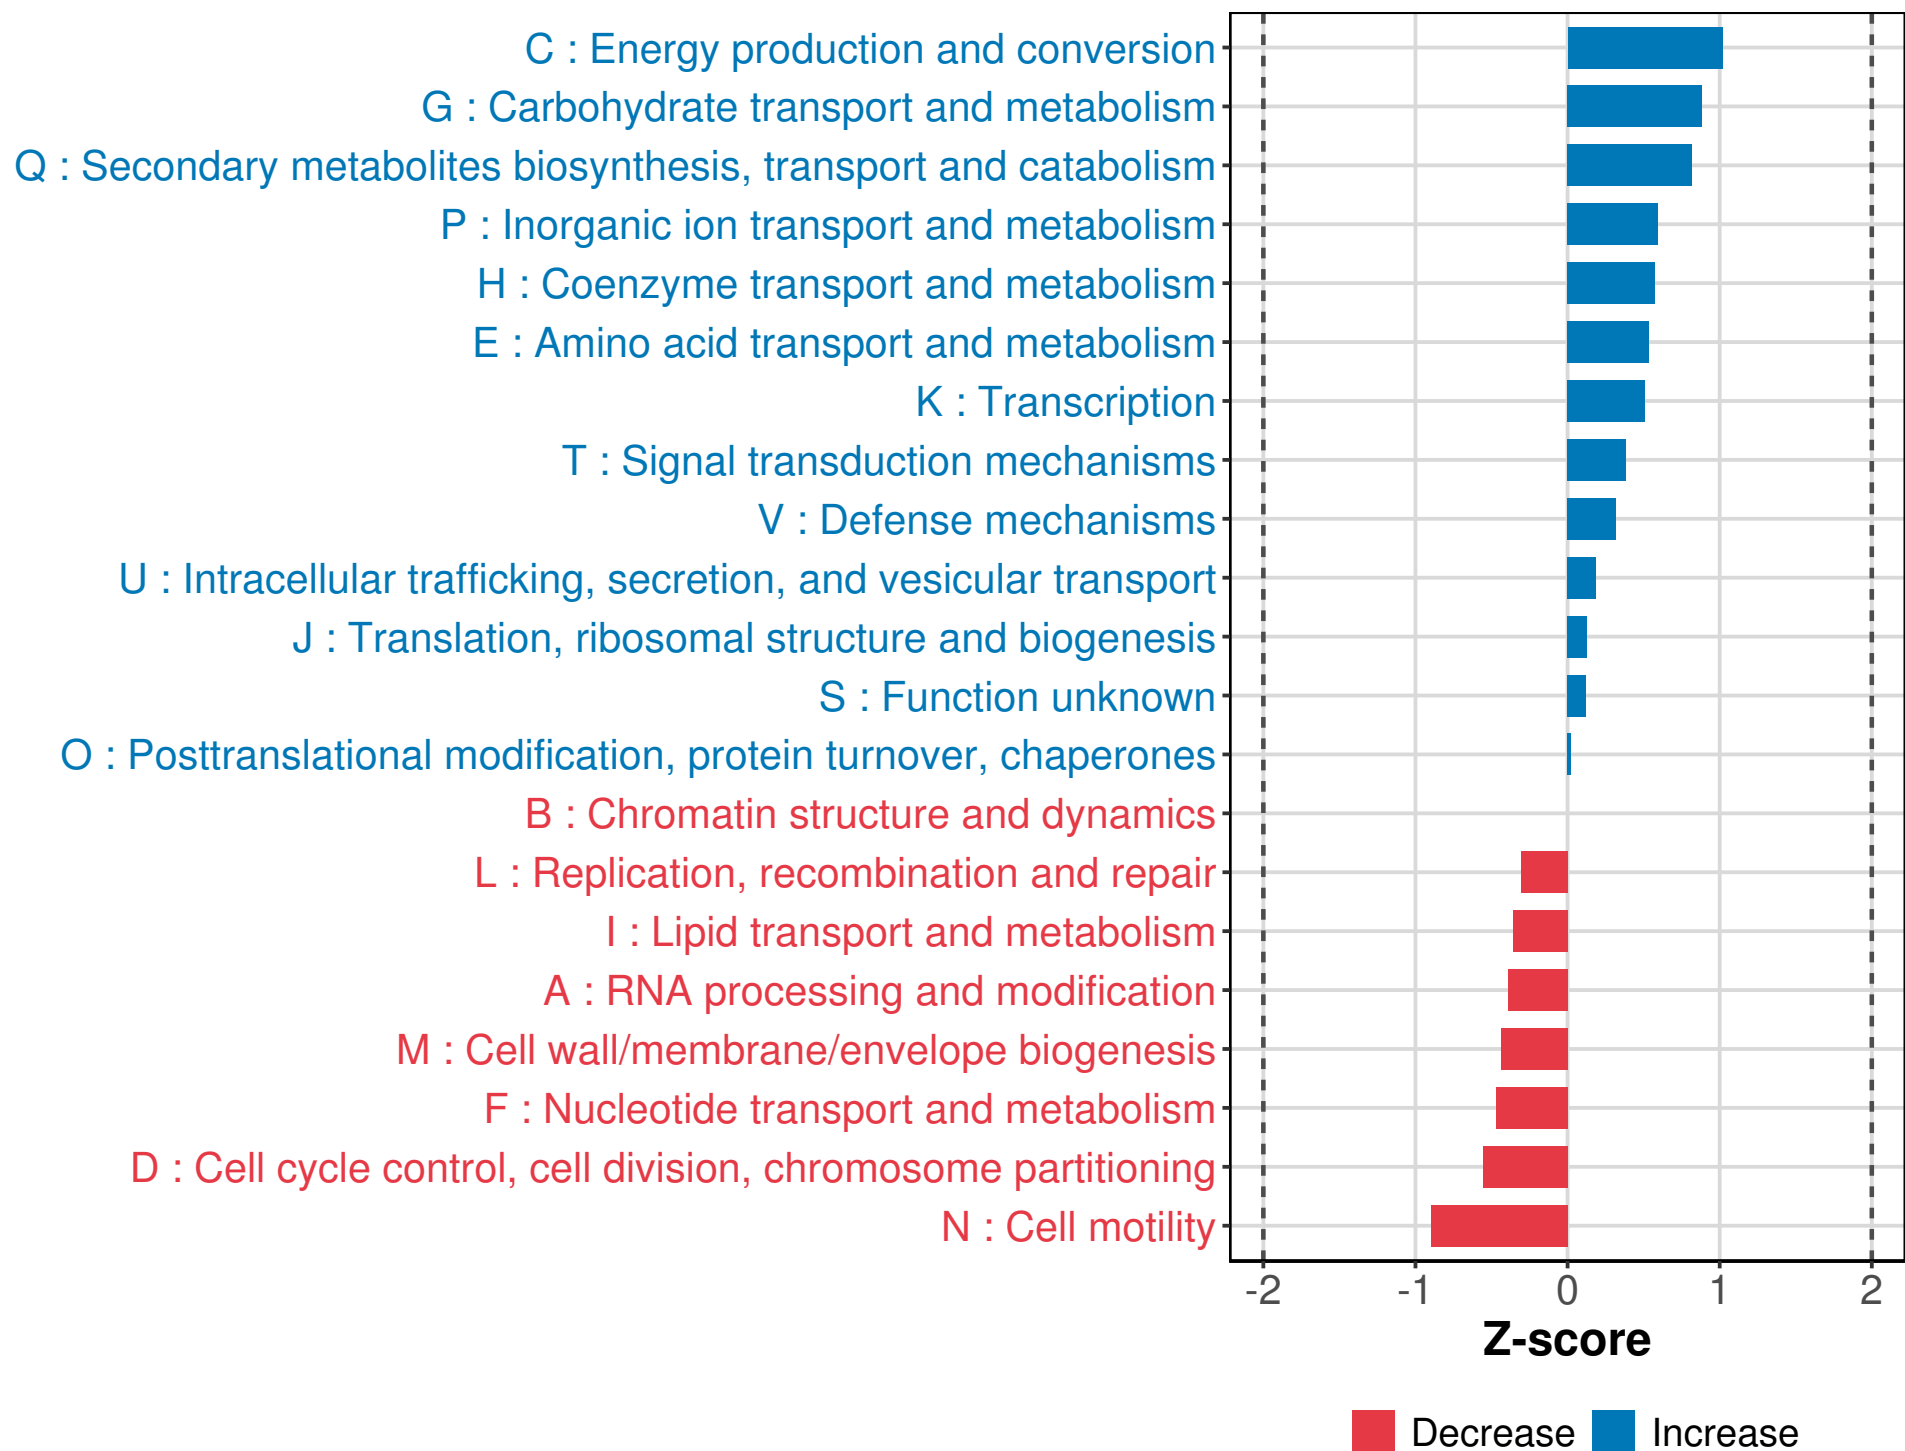 C : Energy production and conversion
G : Carbohydrate transport and metabolism
Q : Secondary metabolites biosynthesis, transport and catabolism
P : Inorganic ion transport and metabolism
H : Coenzyme transport and metabolism
E : Amino acid transport and metabolism
K : Transcription
T : Signal transduction mechanisms
V : Defense mechanisms
U : Intracellular trafficking, secretion, and vesicular transport
J : Translation, ribosomal structure and biogenesis
S : Function unknown
O : Posttranslational modification, protein turnover, chaperones
B : Chromatin structure and dynamics
L : Replication, recombination and repair
I : Lipid transport and metabolism
A : RNA processing and modification
M : Cell wall/membrane/envelope biogenesis
F : Nucleotide transport and metabolism
D : Cell cycle control, cell division, chromosome partitioning
N : Cell motility
-2 -1 0 1 2
Z-score
Decrease Increase